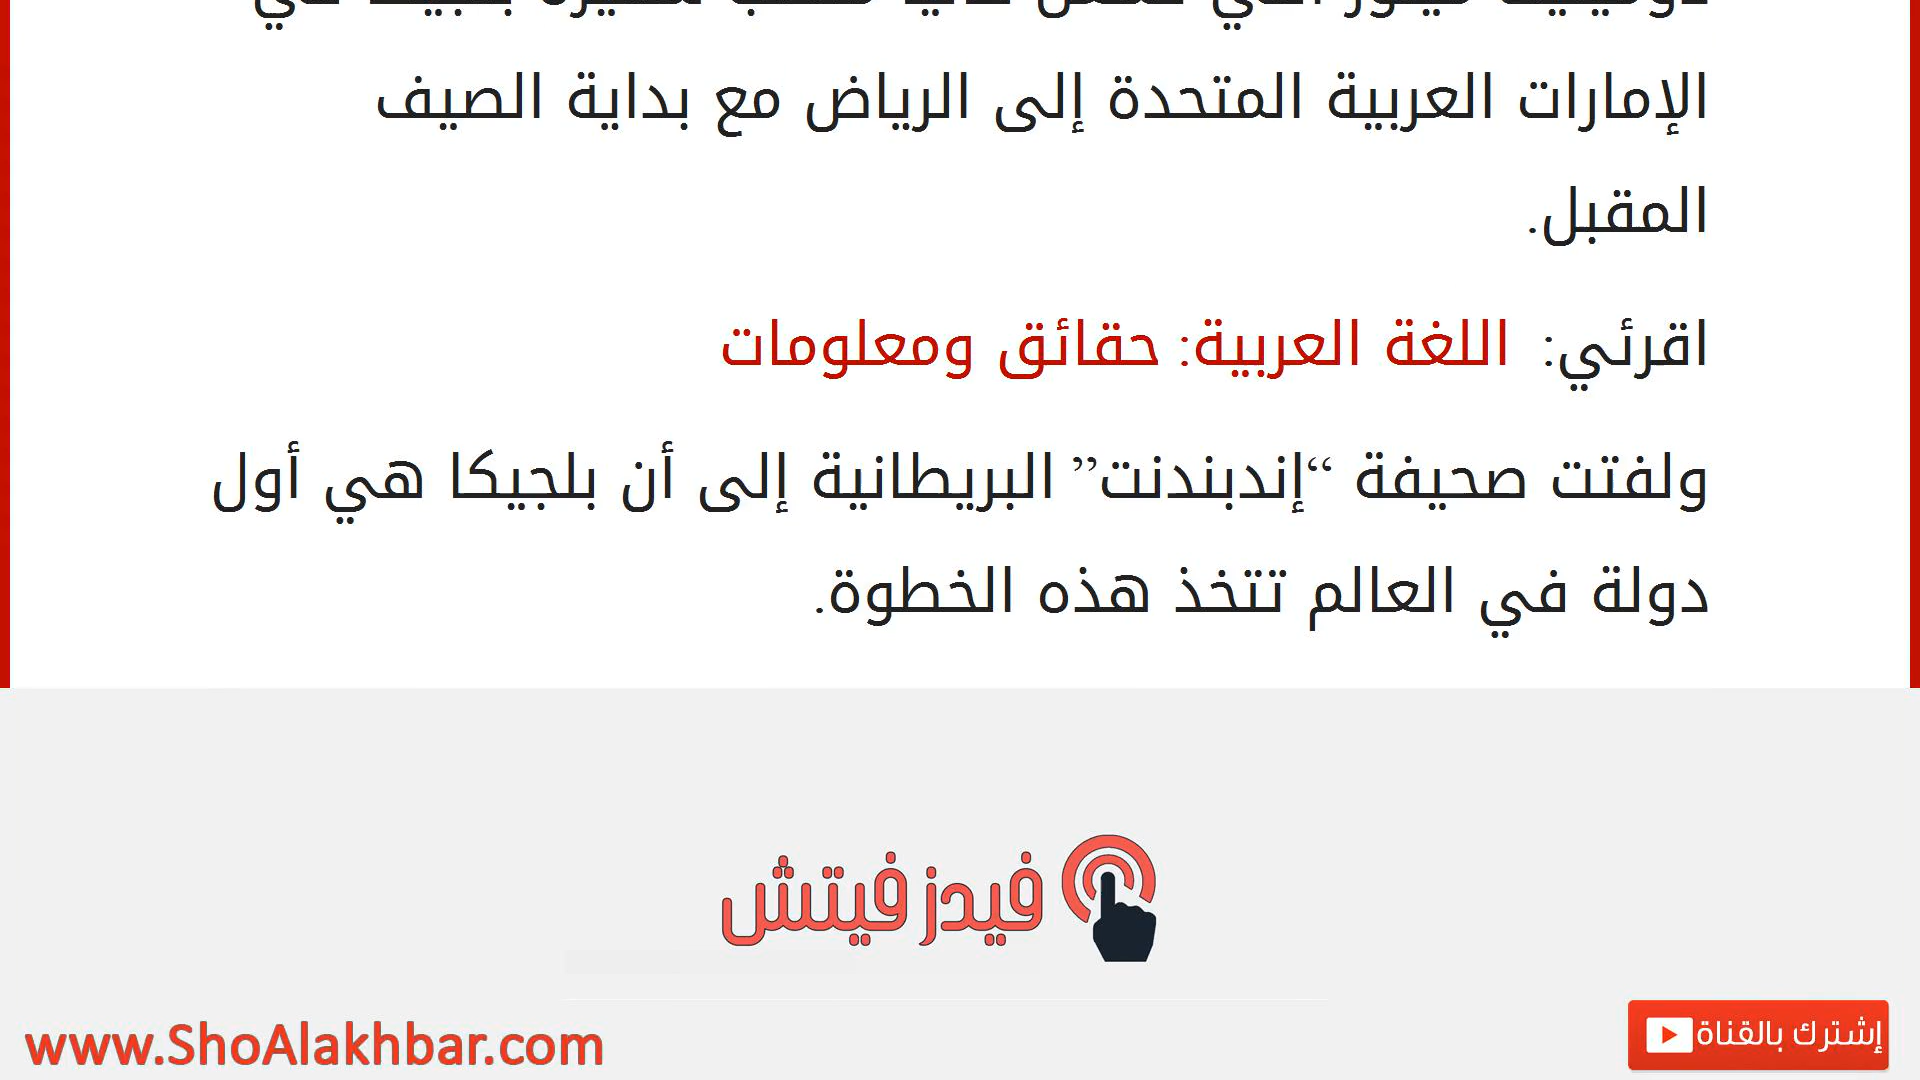 الإمارات العربية المتحدة إلى الرياض مع بداية الصيف
المقبل.
اقرئي: اللغة العربية: حقائق ومعلومات
ولفتت صحيفة “إندبندنت” البريطانية إلى أن بلجيكا هي أول
دولة في العالم تتخذ هذه الخطوة.
فيدز فيتش
www.ShoAlakhbar.com
إشترك بالقناة